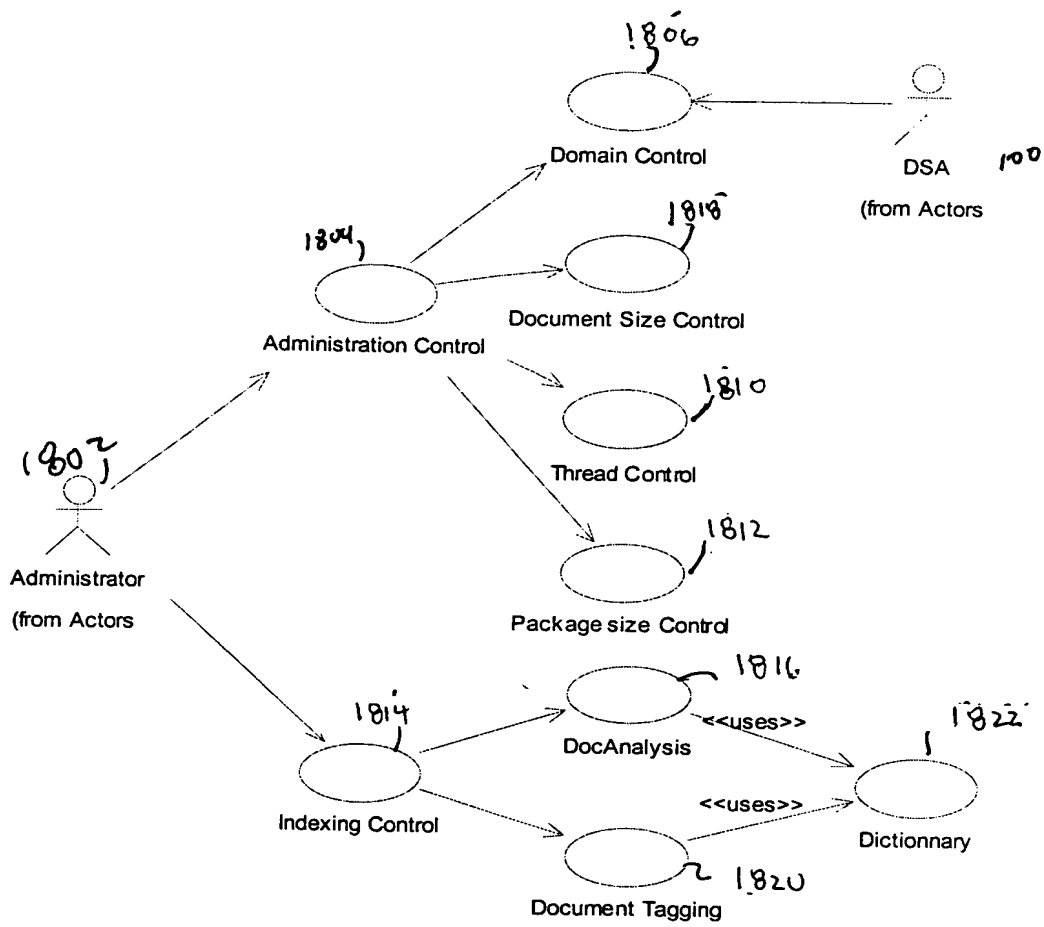 1806
Domain Control
DSA
100
(from Actors
1804
1818
Document Size Control
Administration Control
1810
Thread Control
1802
Administrator
(from Actors
1812
Package size Control
1816
<<uses>>
DocAnalysis
1814
Indexing Control
1822
<<uses>>
Dictionnary
1820
Document Tagging